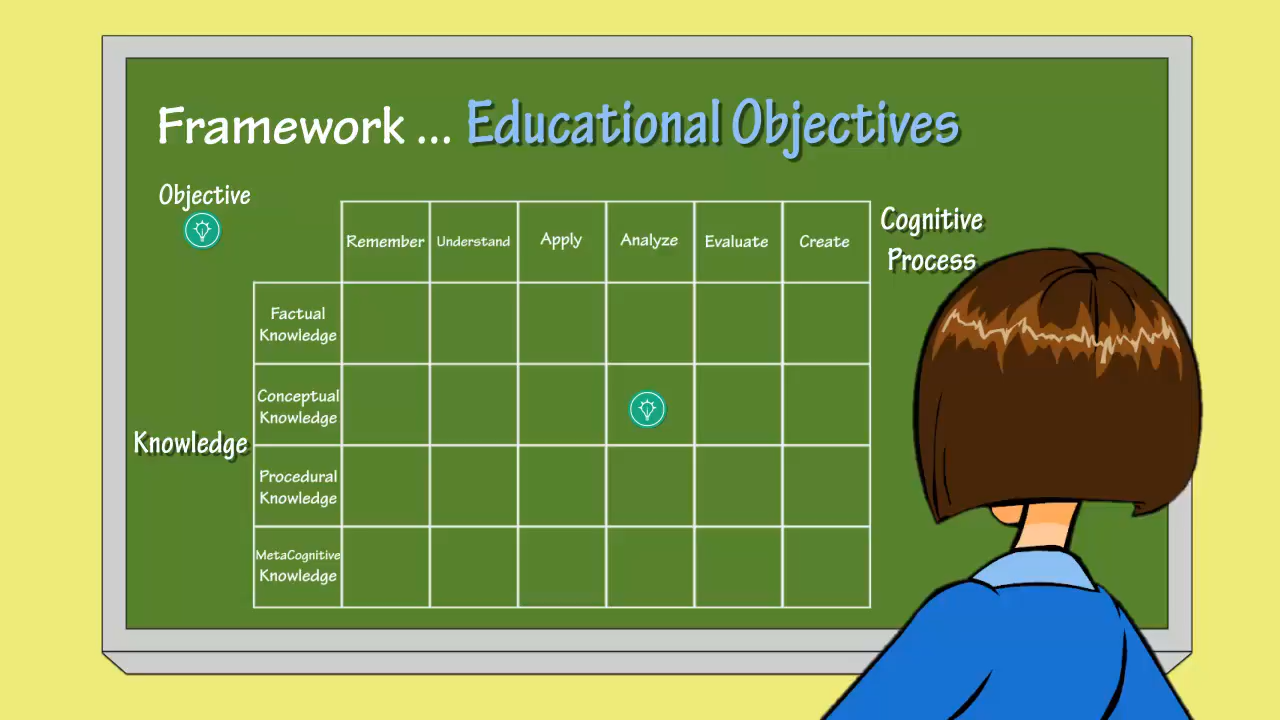 Framework ... Educational Objectives
Objective
Remember Understand Apply Analyze Evaluate Create
Cognitive
Process
Factual
Knowledge
Conceptual
Knowledge
Knowledge
Procedural
Knowledge
MetaCognitive
Knowledge